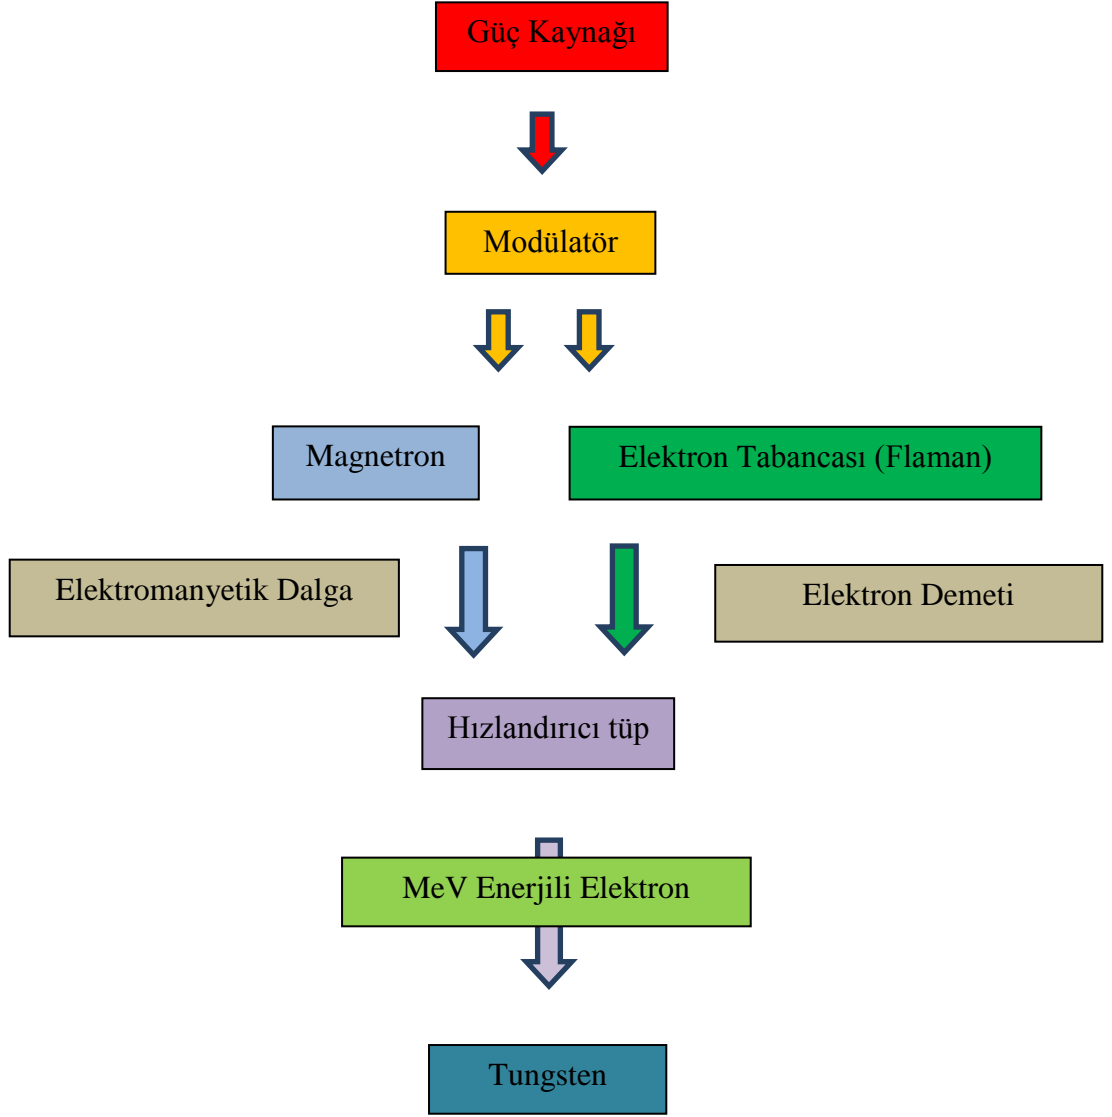 Güç Kaynağı
Modülatör
Magnetron
Elektron Tabancası (Flaman)
Elektromanyetik Dalga
Elektron Demeti
Hızlandırıcı tüp
MeV Enerjili Elektron
Tungsten